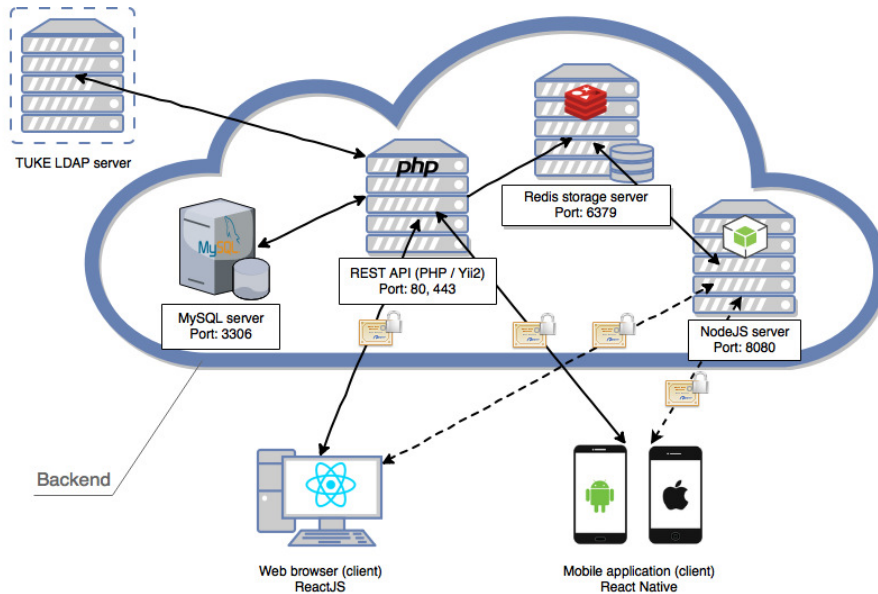 TUKE LDAP server
php
MySQL
REST API (PHP / Yii2)
Port: 80, 443
Redis storage server
Port: 6379
MySQL server
Port: 3306
NodeJS server
Port: 8080
Backend
Web browser (client)
ReactJS
Mobile application (client)
React Native